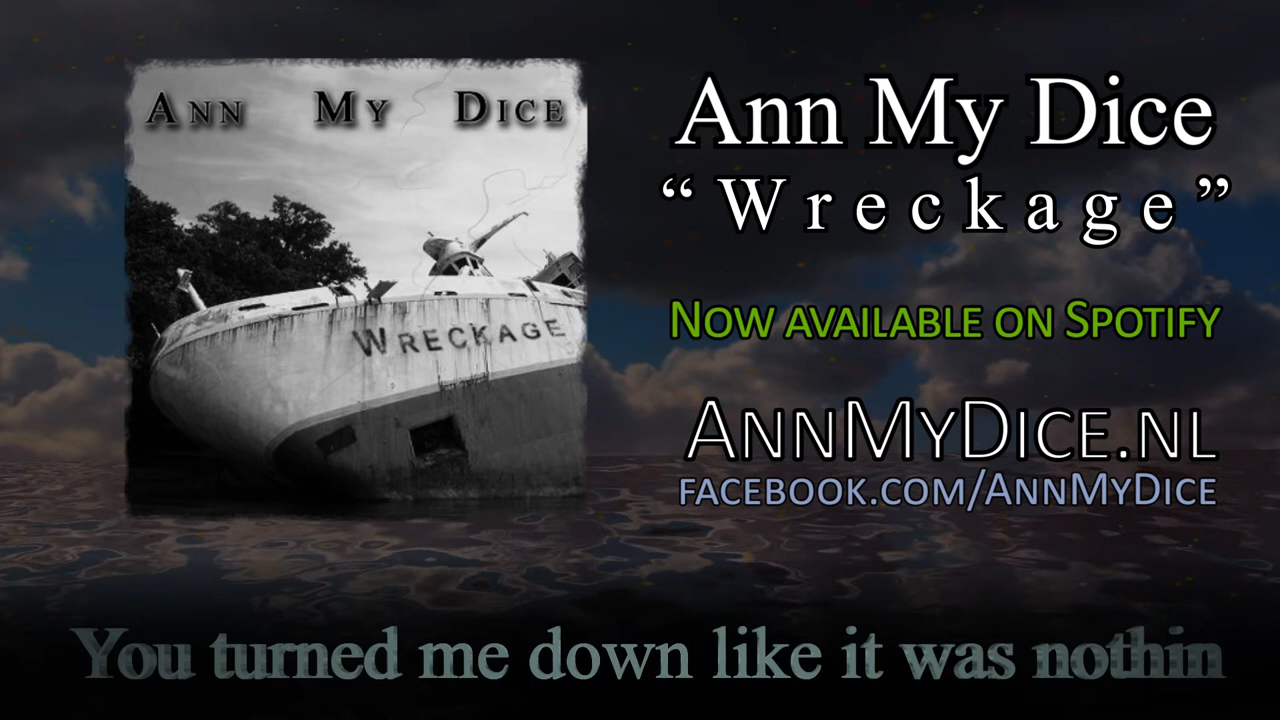 Ann My Dice
Wreckage
Ann My Dice
“Wreckage”
Now available on Spotify
AnnMyDice.nl
facebook.com/AnnMyDice
You turned me down like it was nothin